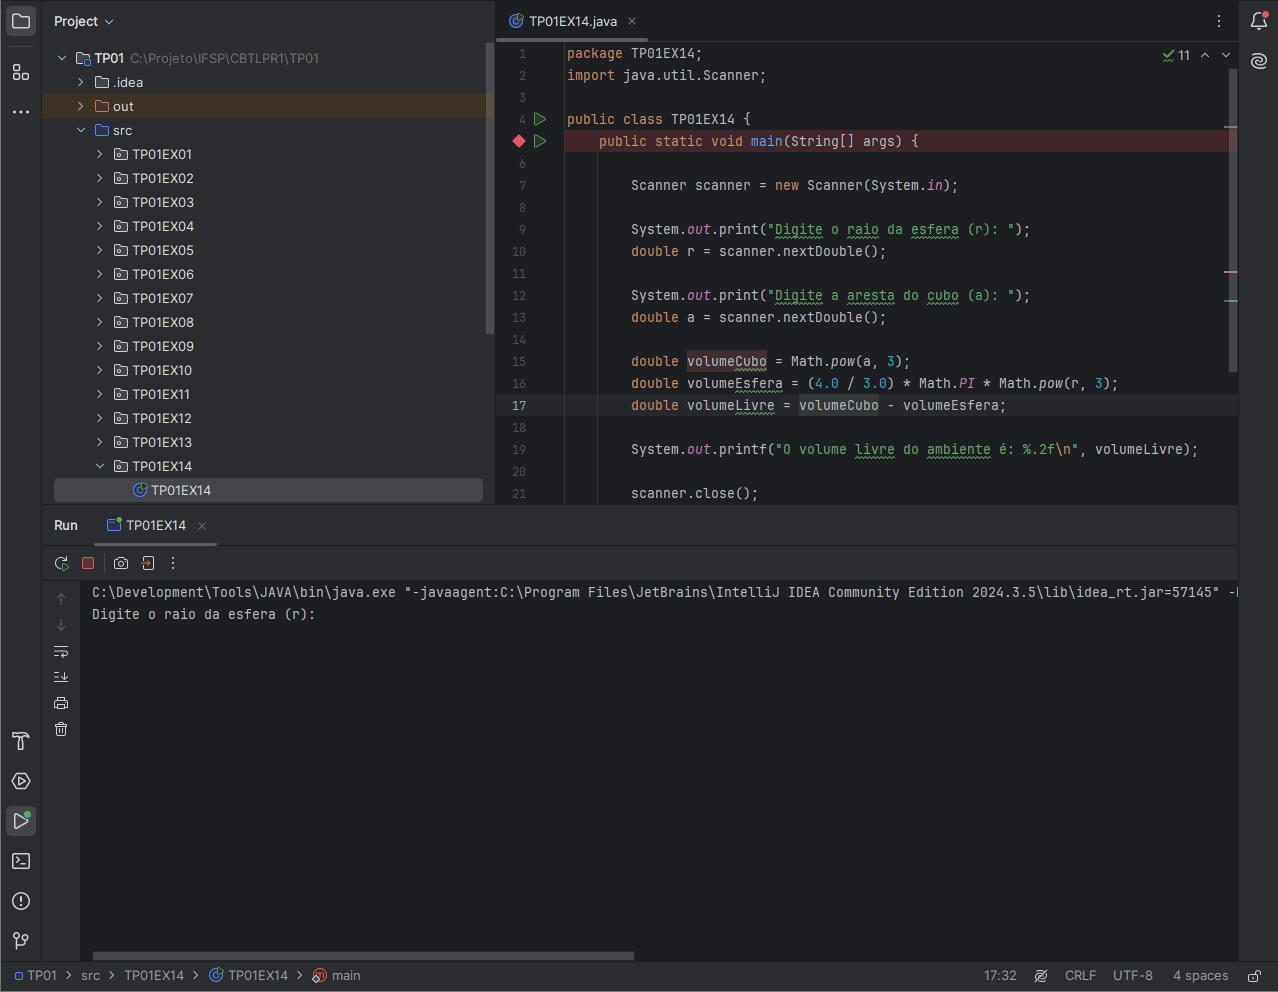 Project
TP01 C:\Projeto\IFSP\CBTLPR1\TP01
.idea
out
src
TP01EX01
TP01EX02
TP01EX03
TP01EX04
TP01EX05
TP01EX06
TP01EX07
TP01EX08
TP01EX09
TP01EX10
TP01EX11
TP01EX12
TP01EX13
TP01EX14
TP01EX14
TP01EX14.java
11
1 package TP01EX14;
2 import java.util.Scanner;
3
4 public class TP01EX14 {
public static void main(String[] args) {
6
7 Scanner scanner = new Scanner(System.in);
8
9 System.out.print("Digite o raio da esfera (r): ");
10 double r = scanner.nextDouble();
11
12 System.out.print("Digite a aresta do cubo (a): ");
13 double a = scanner.nextDouble();
14
15 double volumeCubo = Math.pow(a, 3);
16 double volumeEsfera = (4.0 / 3.0) * Math.PI * Math.pow(r, 3);
17 double volumeLivre = volumeCubo - volumeEsfera;
18
19 System.out.printf("O volume livre do ambiente é: %.2f\n", volumeLivre);
20
21 scanner.close();
Run TP01EX14
C:\Development\Tools\JAVA\bin\java.exe "-javaagent:C:\Program Files\JetBrains\IntelliJ IDEA Community Edition 2024.3.5\lib\idea_rt.jar=57145" -
Digite o raio da esfera (r):
TP01 > src > TP01EX14 > TP01EX14 > main 17:32 CRLF UTF-8 4 spaces